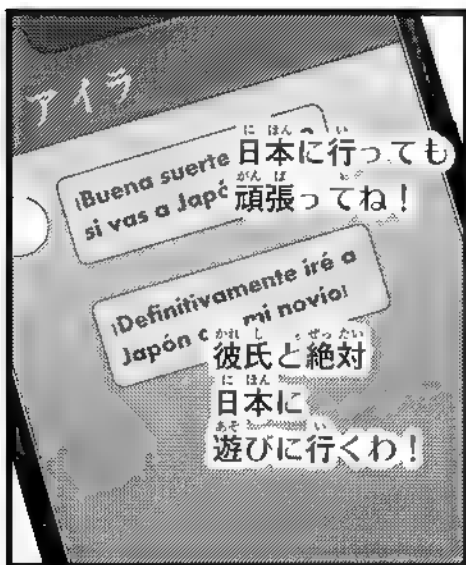 アイラ
¡Buena suerte
si vas a Japó
日本に行っても
頑張ってね!
¡Definitivamente iré a
Japón mi novio!
彼氏と絶対
日本に
遊びに行くわ!